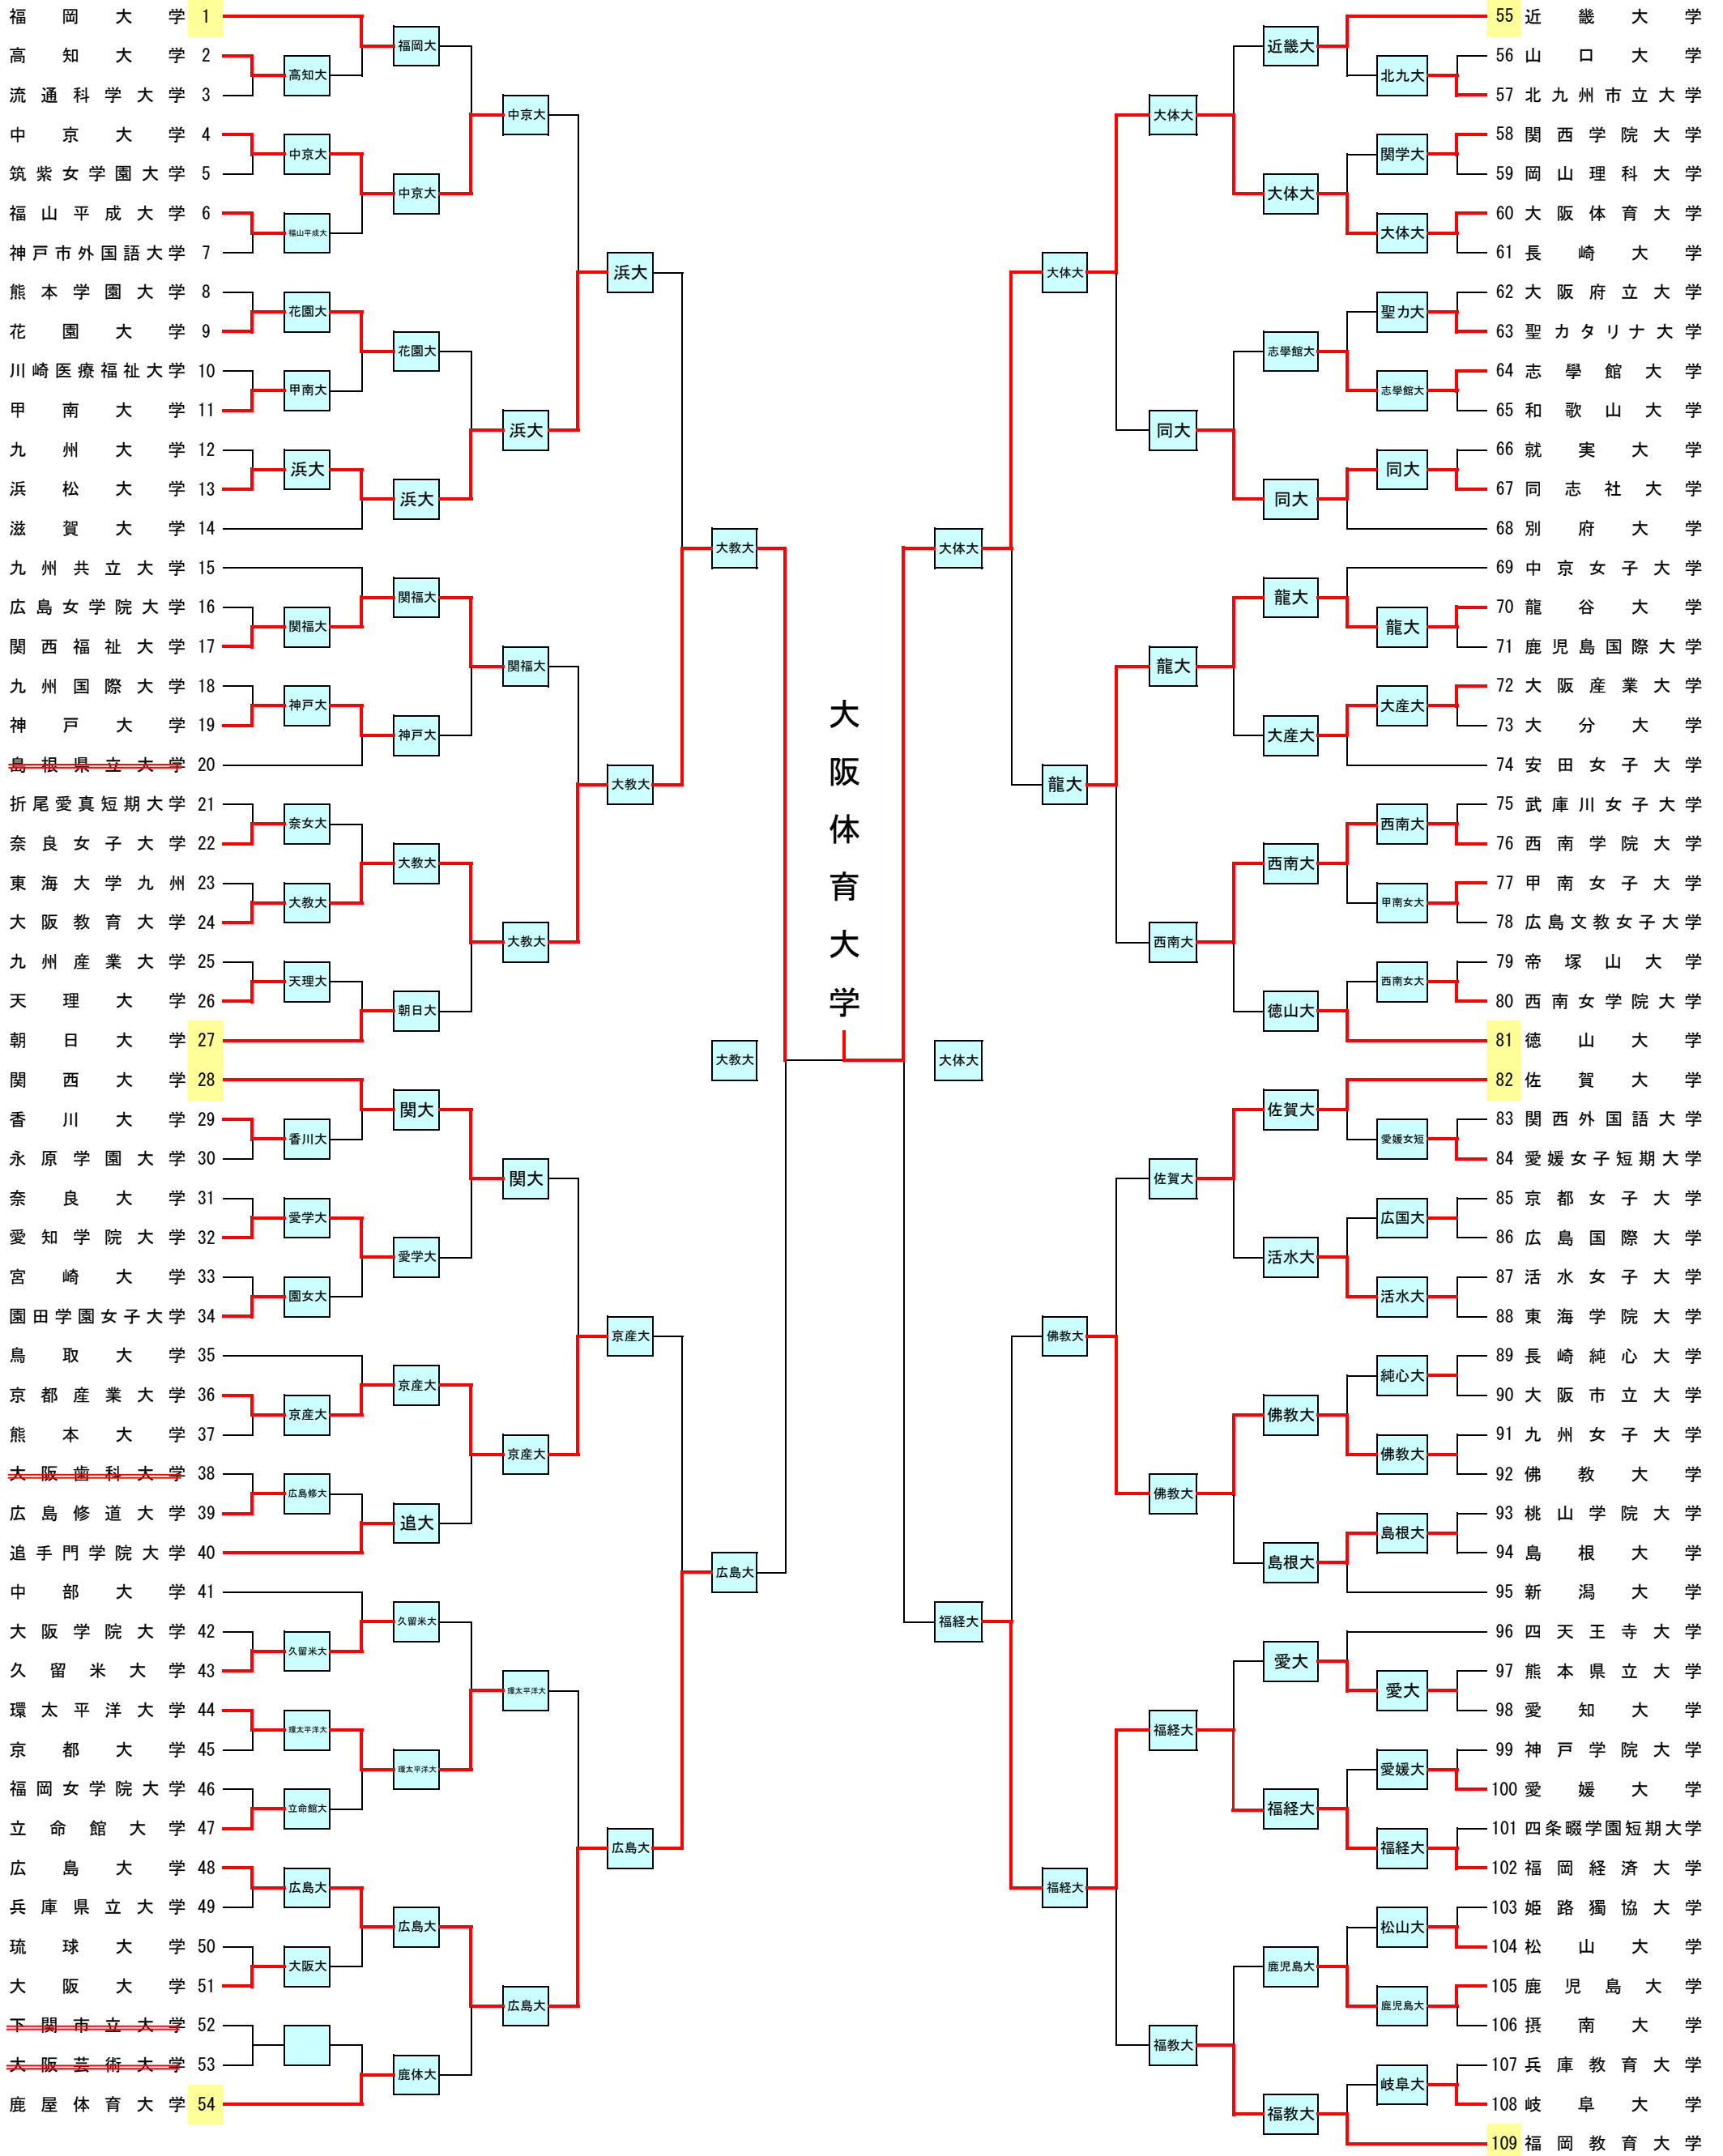 福岡大学 1
高知大学 2
流通科学大学 3
中京大学 4
筑紫女学園大学 5
福山平成大学 6
神戸市外国語大学 7
熊本学園大学 8
花園大学 9
川崎医療福祉大学 10
甲南大学 11
九州大学 12
浜松大学 13
滋賀大学 14
九州共立大学 15
広島女学院大学 16
関西福祉大学 17
九州国際大学 18
神戸大学 19
島根県立大学 20
折尾愛真短期大学 21
奈良女子大学 22
東海大学九州 23
大阪教育大学 24
九州産業大学 25
天理大学 26
朝日大学 27
関西大学 28
香川大学 29
永原学園大学 30
奈良大学 31
愛知学院大学 32
宮崎大学 33
園田学園女子大学 34
鳥取大学 35
京都産業大学 36
熊本大学 37
大阪歯科大学 38
広島修道大学 39
追手門学院大学 40
中部大学 41
大阪学院大学 42
久留米大学 43
環太平洋大学 44
京都大学 45
福岡女学院大学 46
立命館大学 47
広島大学 48
兵庫県立大学 49
琉球大学 50
大阪大学 51
下関市立大学 52
大阪芸術大学 53
鹿屋体育大学 54
高知大
中京大
福山平成大
花園大
甲南大
浜大
関福大
神戸大
奈女大
大教大
天理大
香川大
愛学大
園女大
京産大
広島修大
久留米大
環太平洋大
立命館大
広島大
大阪大
福岡大
中京大
花園大
浜大
関福大
神戸大
大教大
朝日大
関大
愛学大
京産大
追大
久留米大
環太平洋大
広島大
鹿体大
中京大
浜大
関福大
大教大
関大
京産大
環太平洋大
広島大
浜大
大教大
京産大
広島大
大教大
大教大
広島大
大阪体育大学
大体大
大体大
福経大
大体大
龍大
佛教大
福経大
大体大
同大
龍大
西南大
佐賀大
佛教大
福経大
福教大
近畿大
大体大
志學館大
同大
龍大
大産大
西南大
徳山大
佐賀大
活水大
佛教大
島根大
愛大
福経大
鹿児島大
福教大
北九大
関学大
大体大
聖カ大
志學館大
同大
龍大
大産大
西南大
甲南女大
西南女大
愛媛女短
広国大
活水大
純心大
佛教大
島根大
愛大
愛媛大
福経大
松山大
鹿児島大
岐阜大
55 近畿大学
56 山口大学
57 北九州市立大学
58 関西学院大学
59 岡山理科大学
60 大阪体育大学
61 長崎大学
62 大阪府立大学
63 聖カタリナ大学
64 志學館大学
65 和歌山大学
66 就実大学
67 同志社大学
68 別府大学
69 中京女子大学
70 龍谷大学
71 鹿児島国際大学
72 大阪産業大学
73 大分大学
74 安田女子大学
75 武庫川女子大学
76 西南学院大学
77 甲南女子大学
78 広島文教女子大学
79 帝塚山大学
80 西南女学院大学
81 徳山大学
82 佐賀大学
83 関西外国語大学
84 愛媛女子短期大学
85 京都女子大学
86 広島国際大学
87 活水女子大学
88 東海学院大学
89 長崎純心大学
90 大阪市立大学
91 九州女子大学
92 佛教大学
93 桃山学院大学
94 島根大学
95 新潟大学
96 四天王寺大学
97 熊本県立大学
98 愛知大学
99 神戸学院大学
100 愛媛大学
101 四条畷学園短期大学
102 福岡経済大学
103 姫路獨協大学
104 松山大学
105 鹿児島大学
106 摂南大学
107 兵庫教育大学
108 岐阜大学
109 福岡教育大学